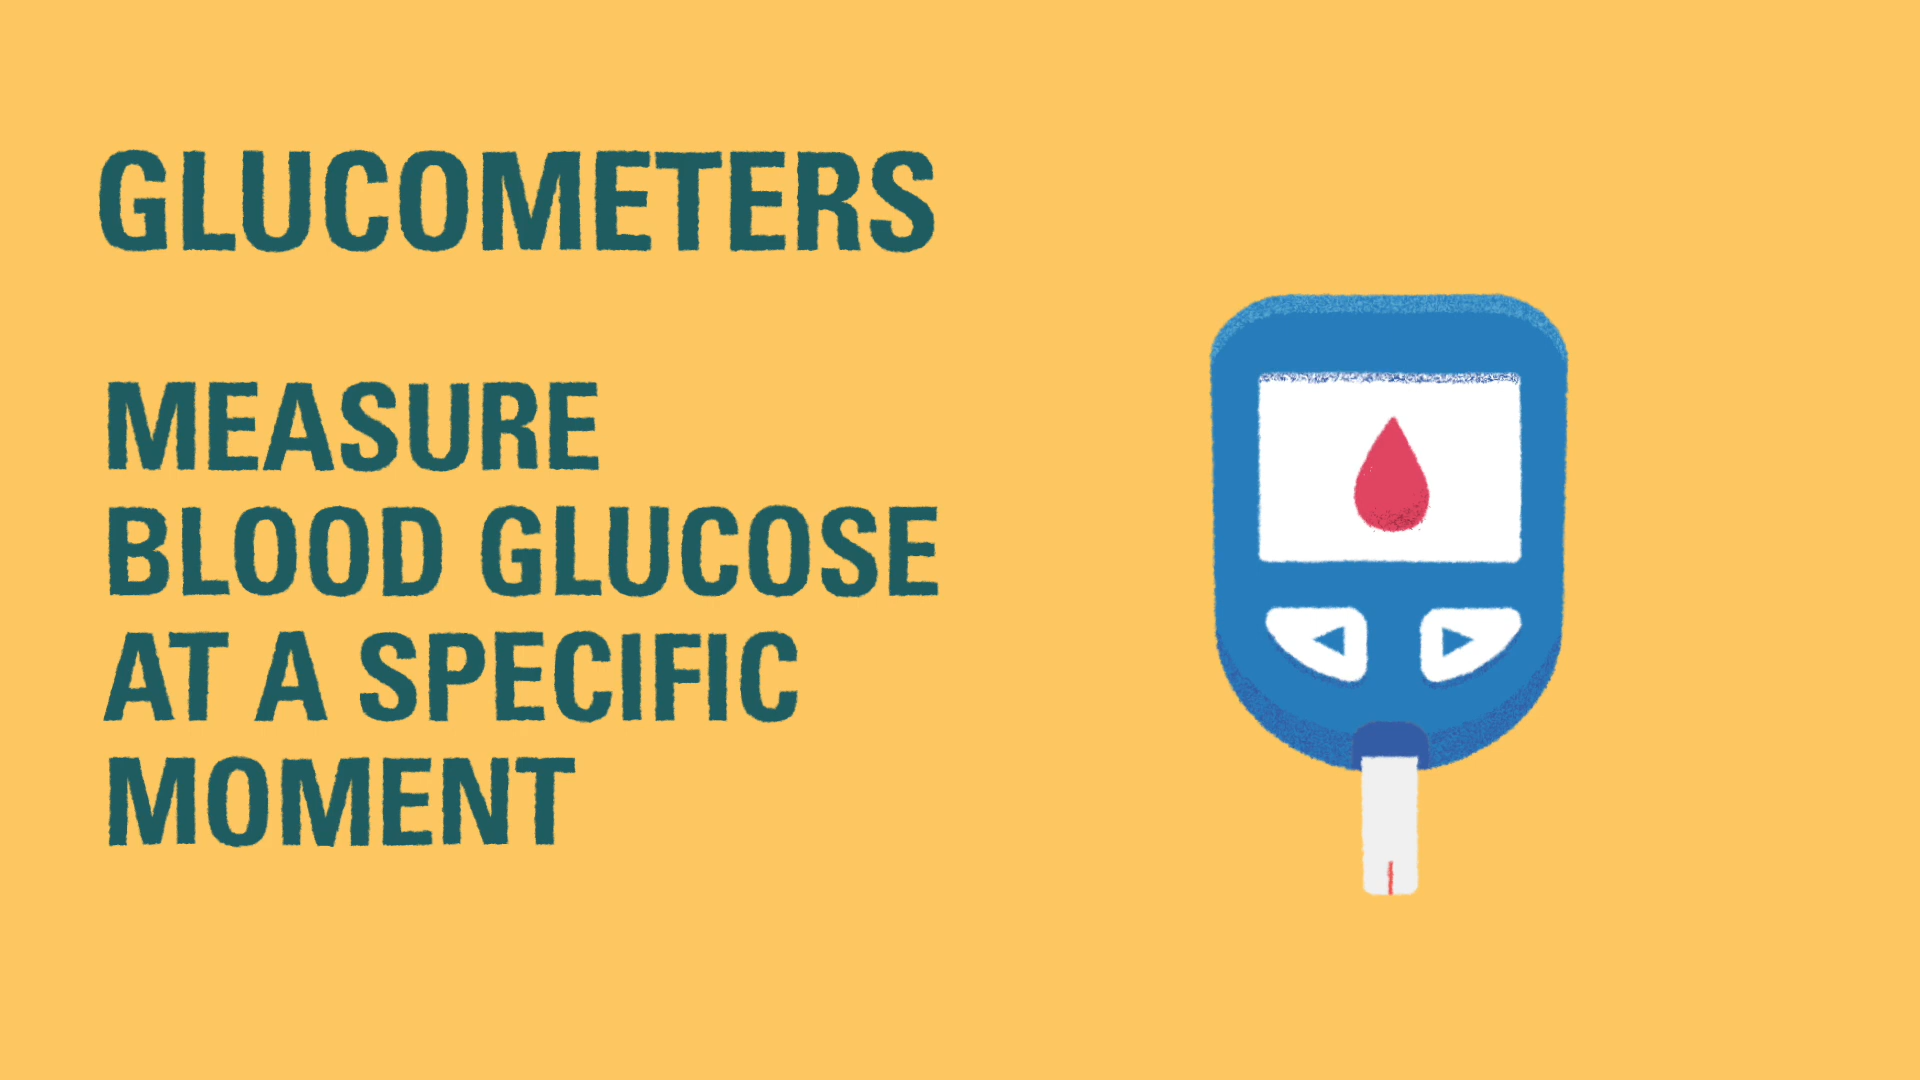 GLUCOMETERS
MEASURE
BLOOD GLUCOSE
AT A SPECIFIC
MOMENT